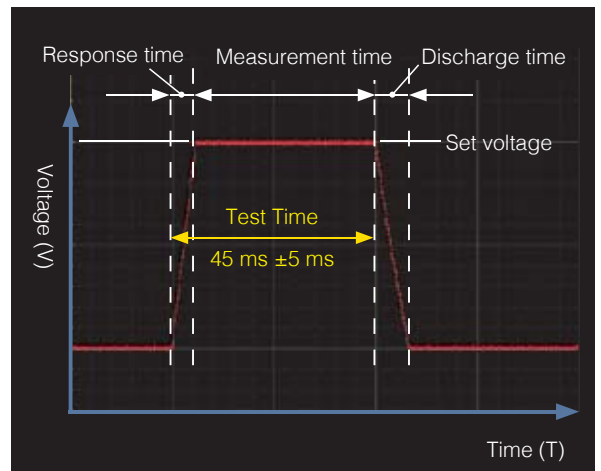 Response time
Measurement time
Discharge time
Set voltage
Voltage (V)
Test Time
45 ms ±5 ms
Time (T)